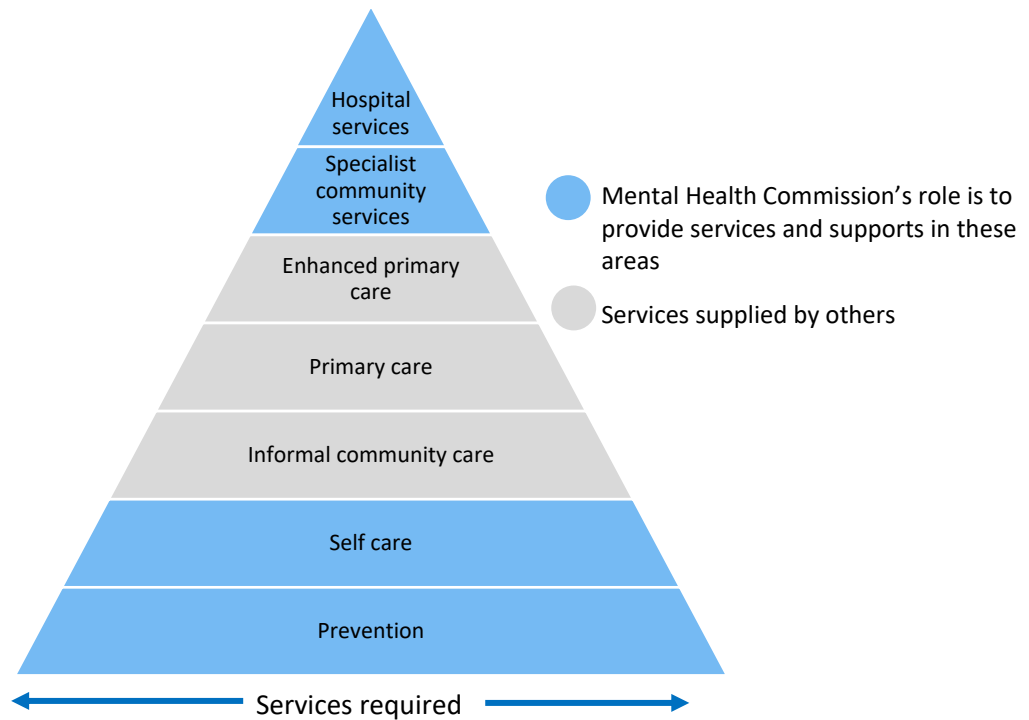 Hospital
services
Specialist
community
services
Mental Health Commission’s role is to
provide services and supports in these
areas
Enhanced primary
care
Services supplied by others
Primary care
Informal community care
Self care
Prevention
Services required